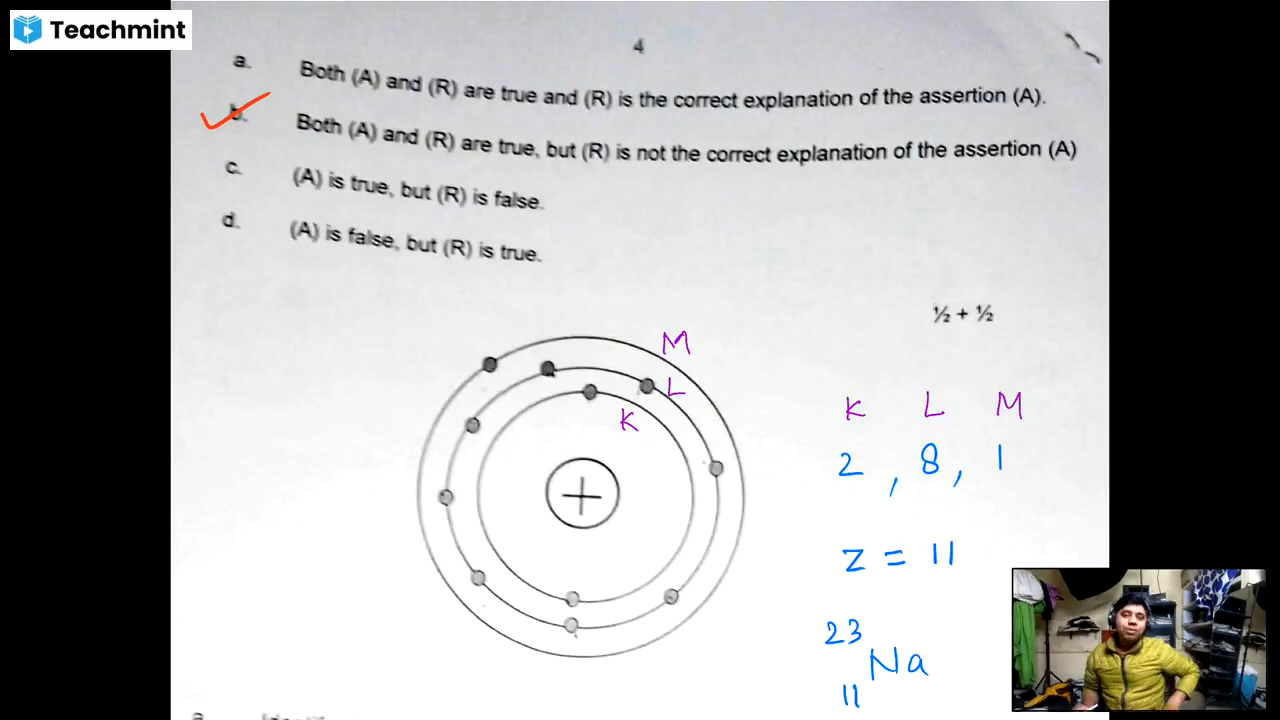 Teachmint
4
a. Both (A) and (R) are true and (R) is the correct explanation of the assertion (A).
b. Both (A) and (R) are true, but (R) is not the correct explanation of the assertion (A)
c. (A) is true, but (R) is false.
d. (A) is false, but (R) is true.
½ + ½
M
L
K
+
K L M
2 , 8 , 1
Z = 11
23
Na
11
a.